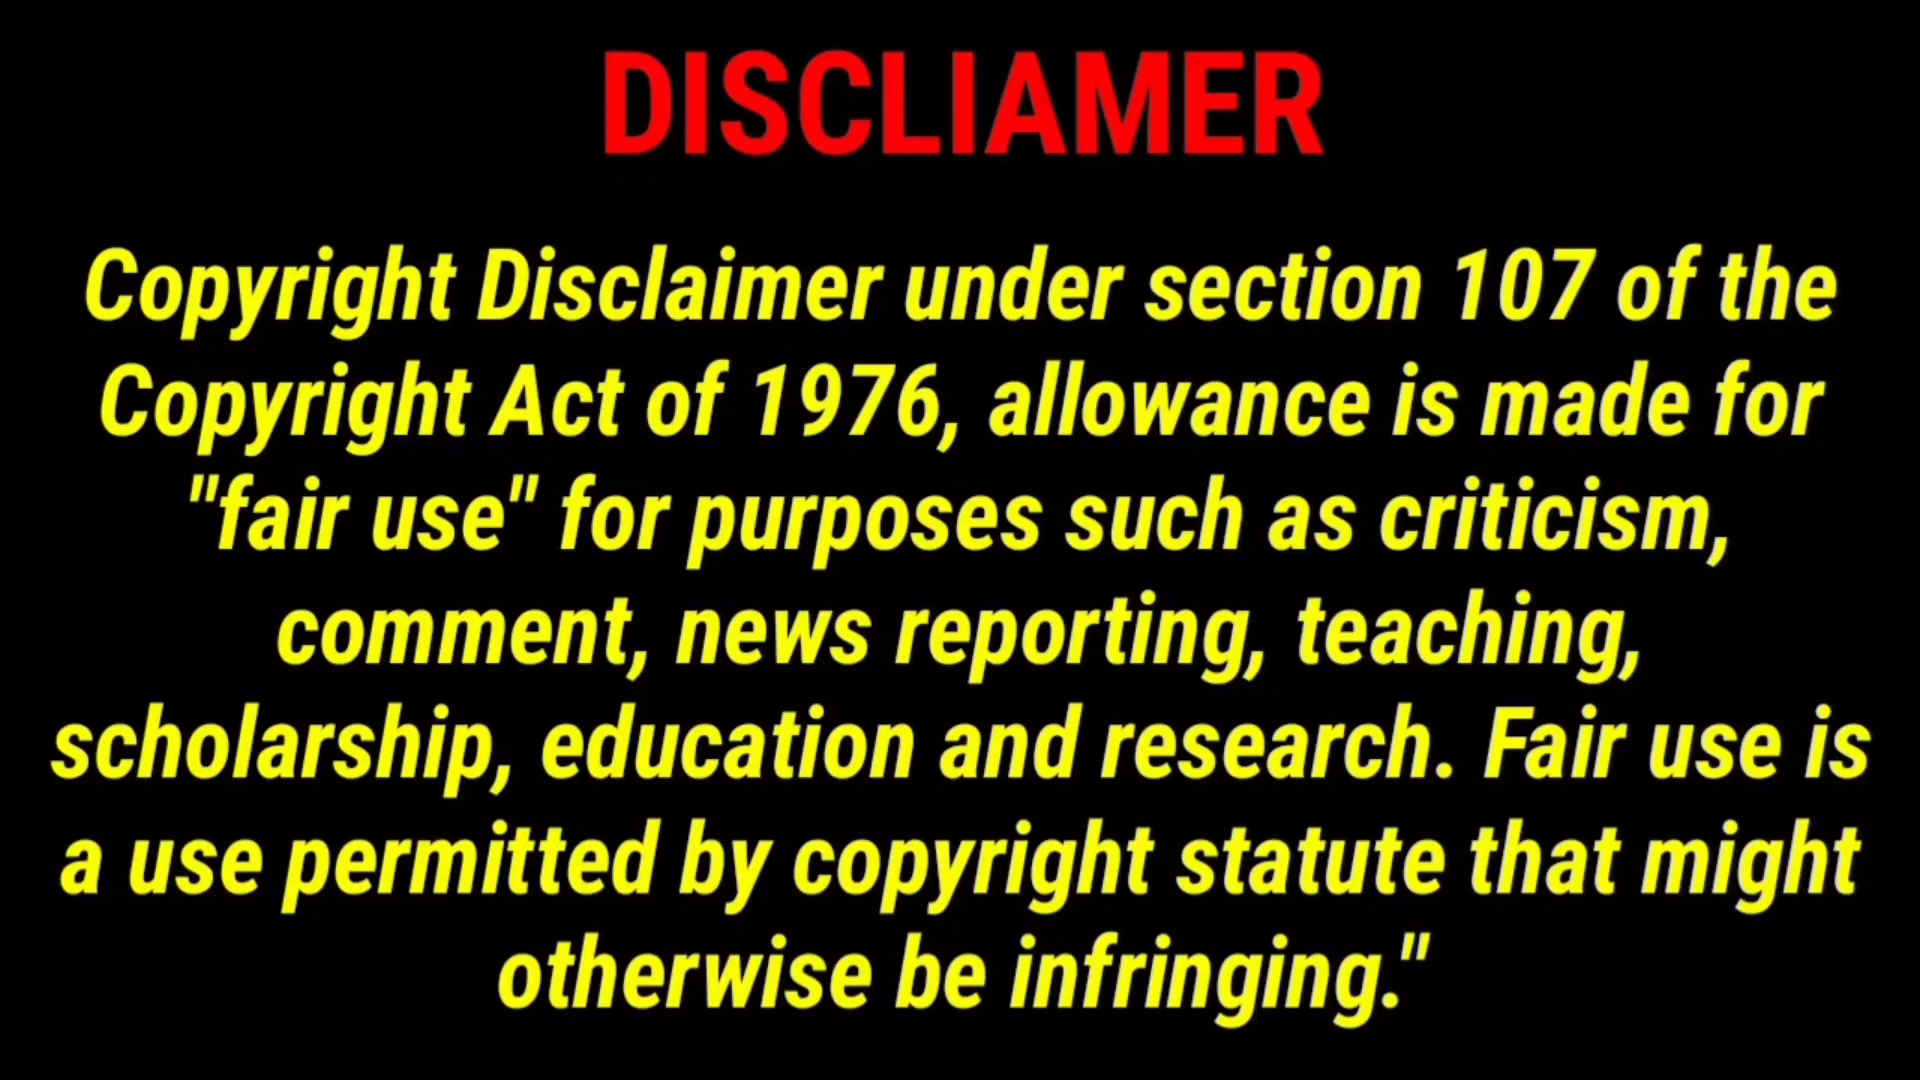 DISCLIAMER
Copyright Disclaimer under section 107 of the
Copyright Act of 1976, allowance is made for
"fair use" for purposes such as criticism,
comment, news reporting, teaching,
scholarship, education and research. Fair use is
a use permitted by copyright statute that might
otherwise be infringing."